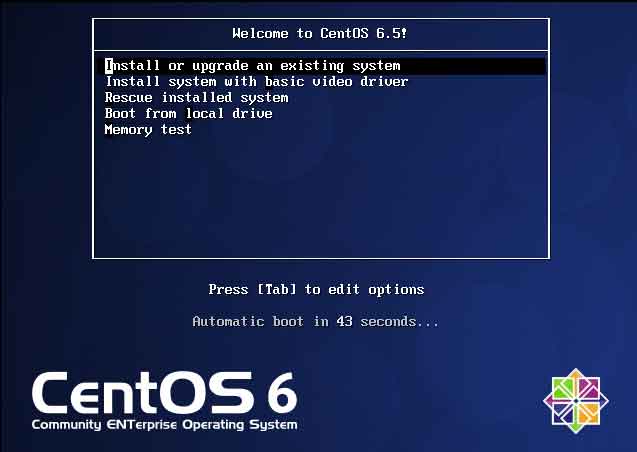 Welcome to CentOS 6.5!
Install or upgrade an existing system
Install system with basic video driver
Rescue installed system
Boot from local drive
Memory test
Press [Tab] to edit options
Automatic boot in 43 seconds...
CentOS 6
Community ENTerprise Operating System